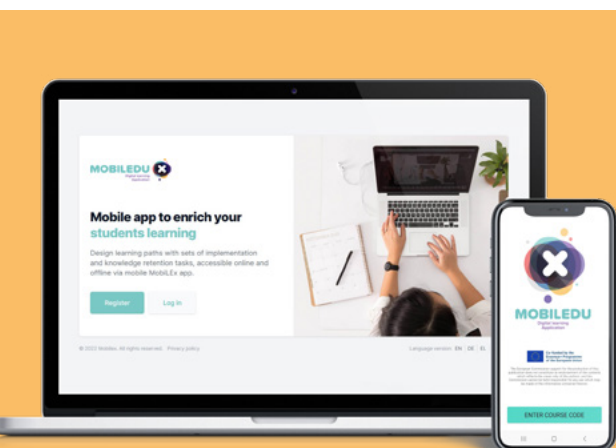 MOBILEDU
Digital learning
Application
Mobile app to enrich your
students learning
Design learning paths with sets of implementation
and knowledge retention tasks, accessible online and
offline via mobile MobiLEx app.
Register
Log in
© 2022 Mobilex. All rights reserved. Privacy policy
Language version: EN DE EL
MOBILEDU
Digital learning
Application
Co-funded by the
Erasmus+ Programme
of the European Union
ENTER COURSE CODE